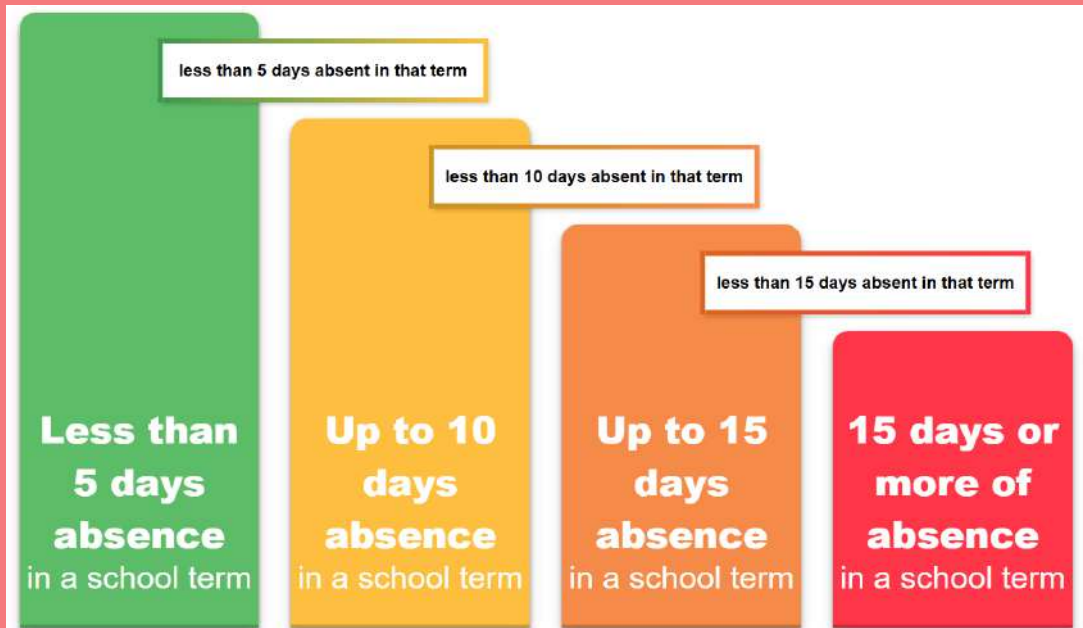 less than 5 days absent in that term
less than 10 days absent in that term
less than 15 days absent in that term
Less than
5 days
absence
in a school term
Up to 10
days
absence
in a school term
Up to 15
days
absence
in a school term
15 days or
more of
absence
in a school term